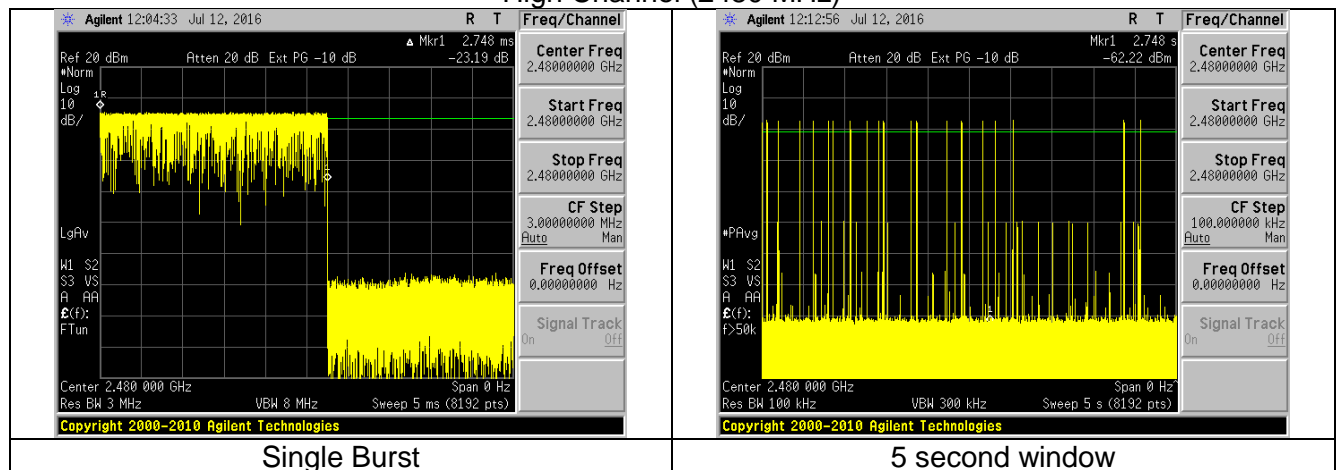 High Channel (2480 MHz)
Agilent 12:04:33 Jul 12, 2016 R T
Freq/Channel
Δ Mkr1 2.748 ms
Ref 20 dBm Atten 20 dB Ext PG -10 dB -23.19 dB
#Norm
Log
10
dB/
1R
1
LgAv
W1 S2
S3 VS
A AA
£(f):
FTun
Center 2.480 000 GHz Span 0 Hz
Res BW 3 MHz VBW 8 MHz Sweep 5 ms (8192 pts)
Copyright 2000-2010 Agilent Technologies
Center Freq
2.48000000 GHz
Start Freq
2.48000000 GHz
Stop Freq
2.48000000 GHz
CF Step
3.00000000 MHz
Auto Man
Freq Offset
0.00000000 Hz
Signal Track
On Off
Single Burst
Agilent 12:12:56 Jul 12, 2016 R T
Freq/Channel
Mkr1 2.748 s
Ref 20 dBm Atten 20 dB Ext PG -10 dB -62.22 dBm
#Norm
Log
10
dB/
#PAvg
W1 S2
S3 VS
A AA
£(f):
f>50k
1
Center 2.480 000 GHz Span 0 Hz^
Res BW 100 kHz VBW 300 kHz Sweep 5 s (8192 pts)
Copyright 2000-2010 Agilent Technologies
Center Freq
2.48000000 GHz
Start Freq
2.48000000 GHz
Stop Freq
2.48000000 GHz
CF Step
100.000000 kHz
Auto Man
Freq Offset
0.00000000 Hz
Signal Track
On Off
5 second window